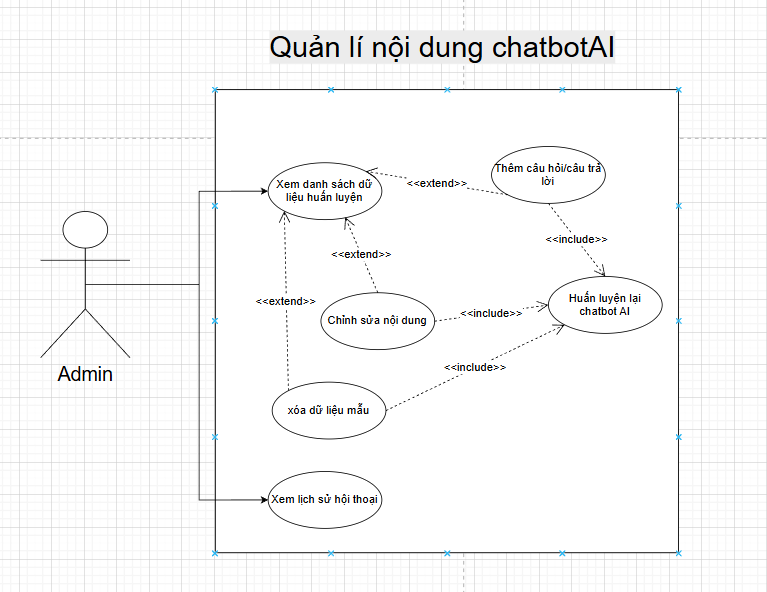 Quản lí nội dung chatbotAI
Thêm câu hỏi/câu trả
lời
Xem danh sách dữ
liệu huấn luyện
<<extend>>
<<include>>
<<extend>>
Huấn luyện lại
chatbot AI
<<extend>>
<<include>>
Chỉnh sửa nội dung
<<include>>
Admin
xóa dữ liệu mẫu
Xem lịch sử hội thoại